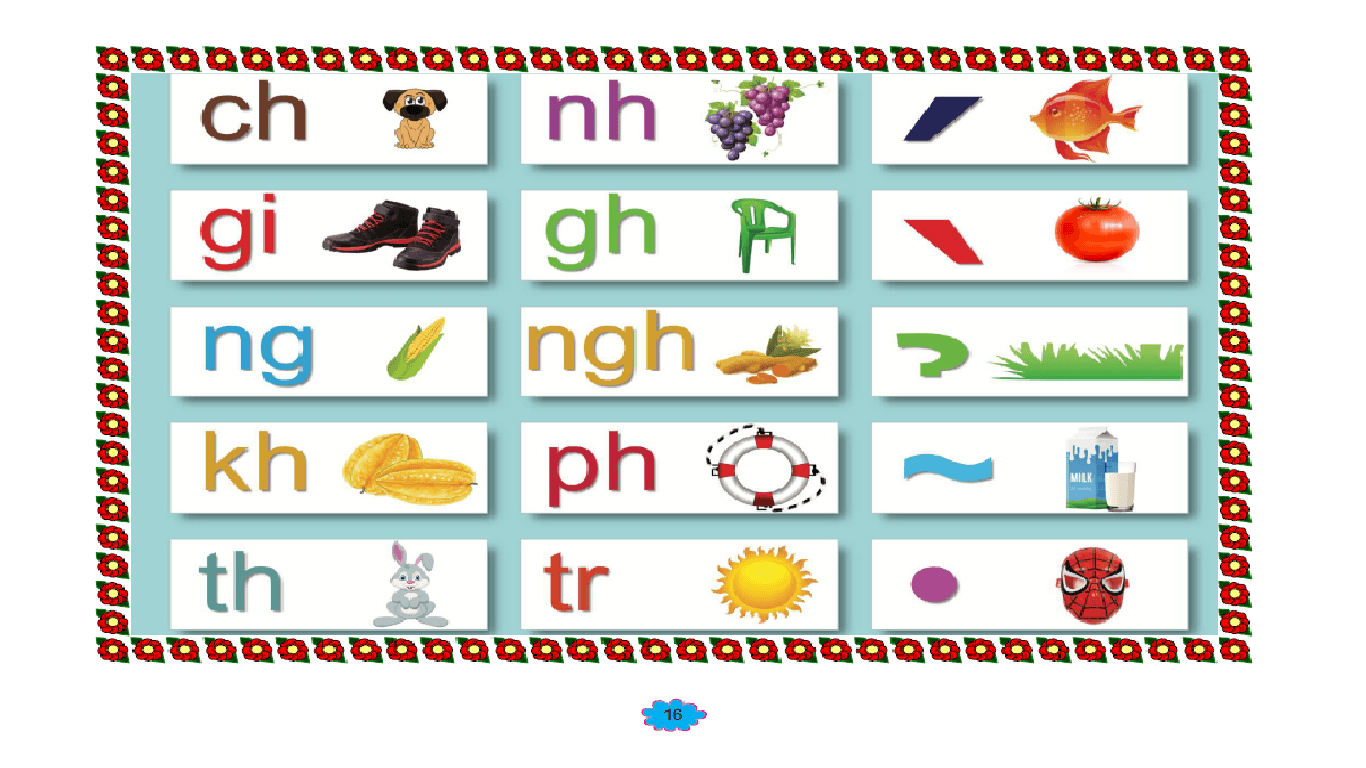 ch nh ˊ
gi gh ˋ
ng ngh ̉
kh ph ~
MILK
th tr •
16